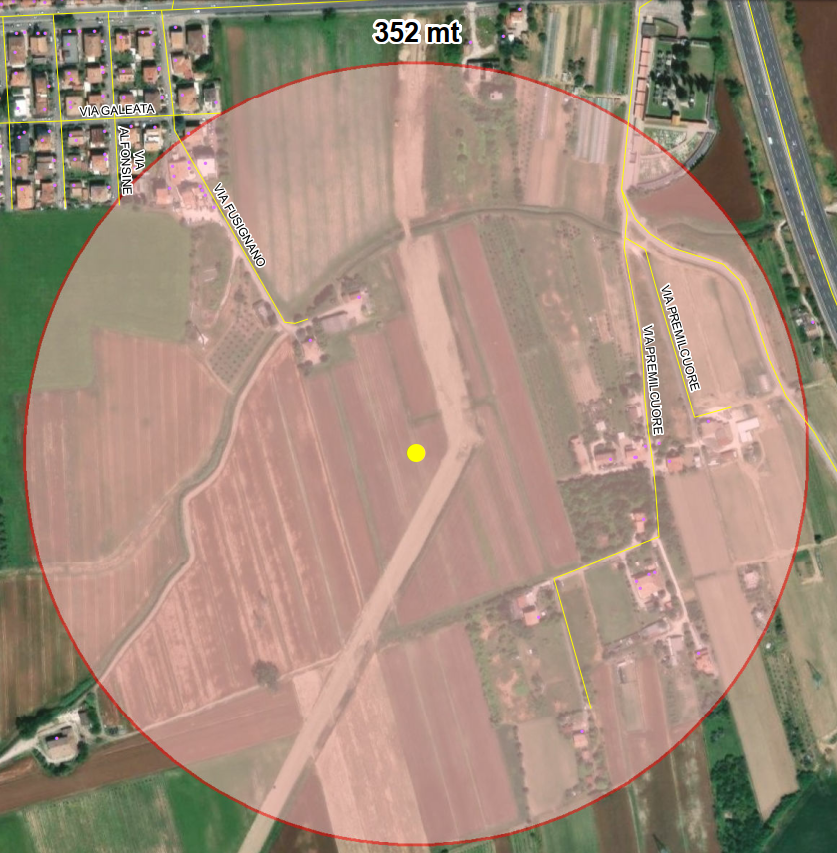 352 mt
VIA GALEATA
VIA
ALFONSINE
VIA FUSIGNANO
VIA PREMILCUORE
VIA PREMILCUORE